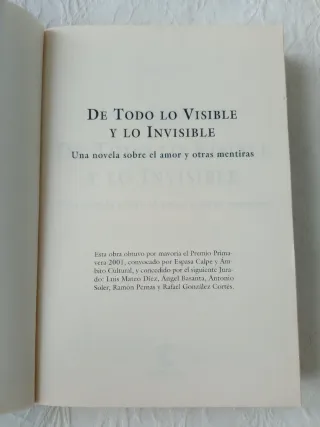 DE TODO LO VISIBLE
Y LO INVISIBLE
Una novela sobre el amor y otras mentiras
Esta obra obtuvo por mayoría el Premio Prima-
vera-2001, convocado por Espasa Calpe y Ám-
bito Cultural, y concedido por el siguiente Jura-
do: Luis Mateo Díez, Ángel Basanta, Antonio
Soler, Ramón Pernas y Rafael González Cortés.